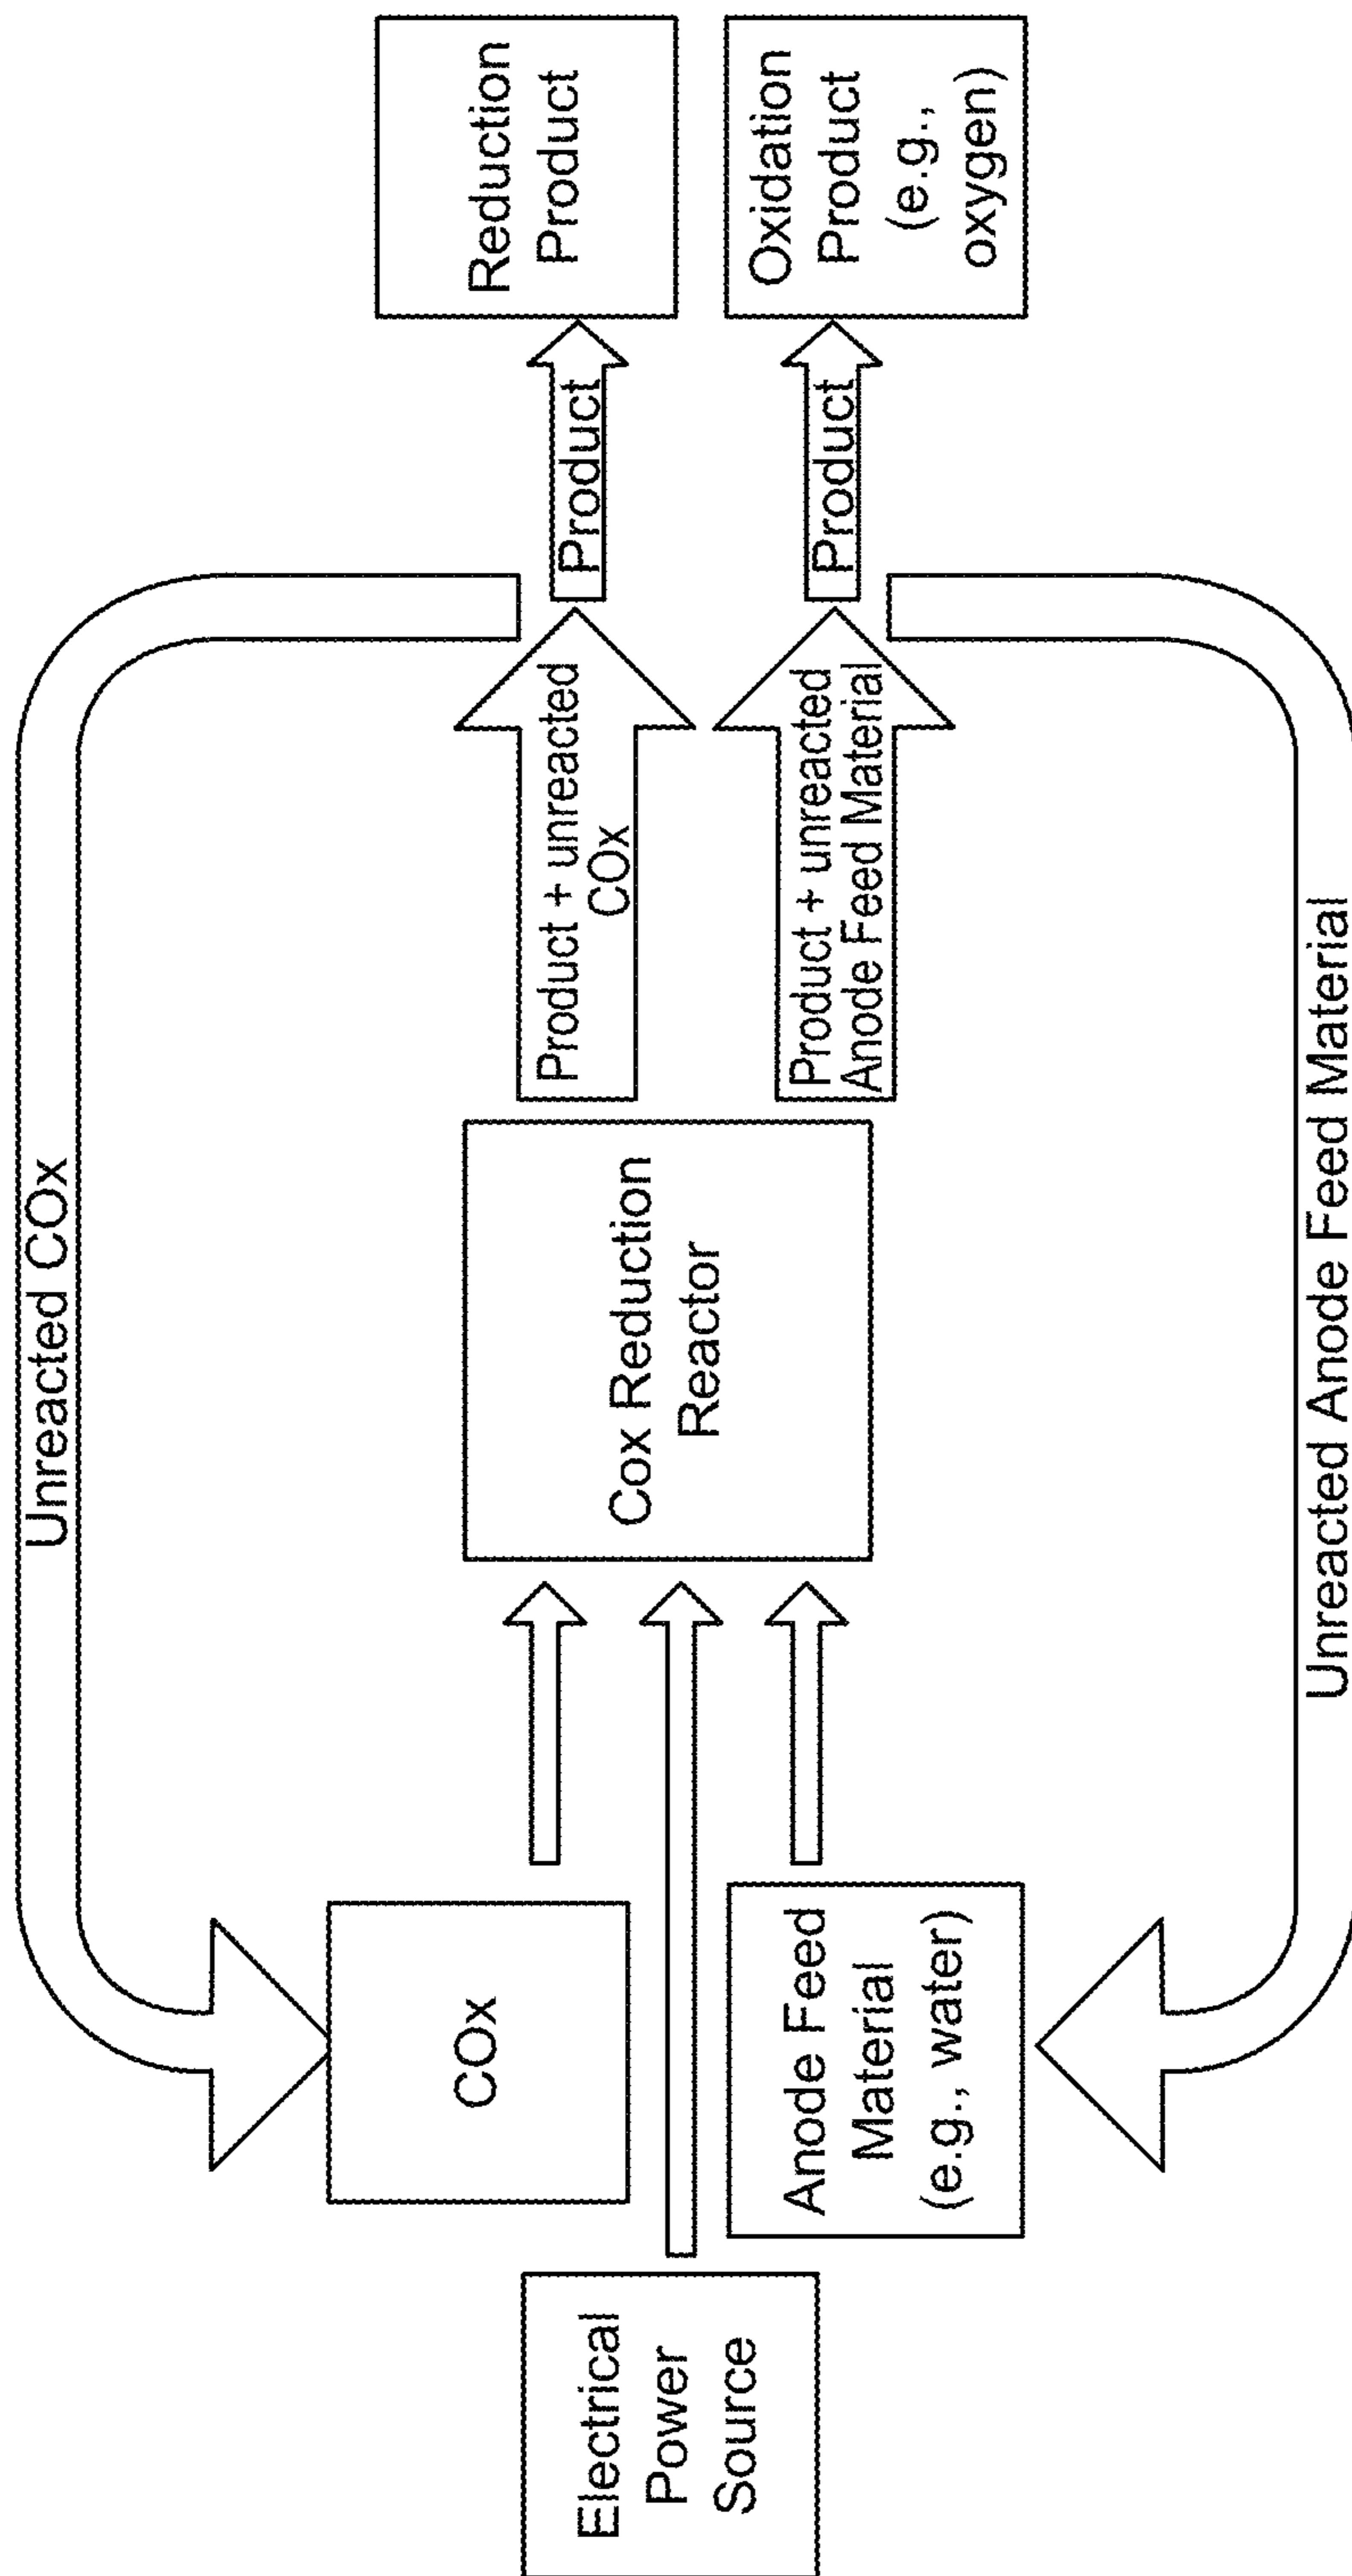 Unreacted COx
Electrical
Power
Source
COx
Anode Feed
Material
(e.g., water)
Cox Reduction
Reactor
Product + unreacted
COx
Product + unreacted
Anode Feed Material
Product
Product
Reduction
Product
Oxidation
Product
(e.g.,
oxygen)
Unreacted Anode Feed Material